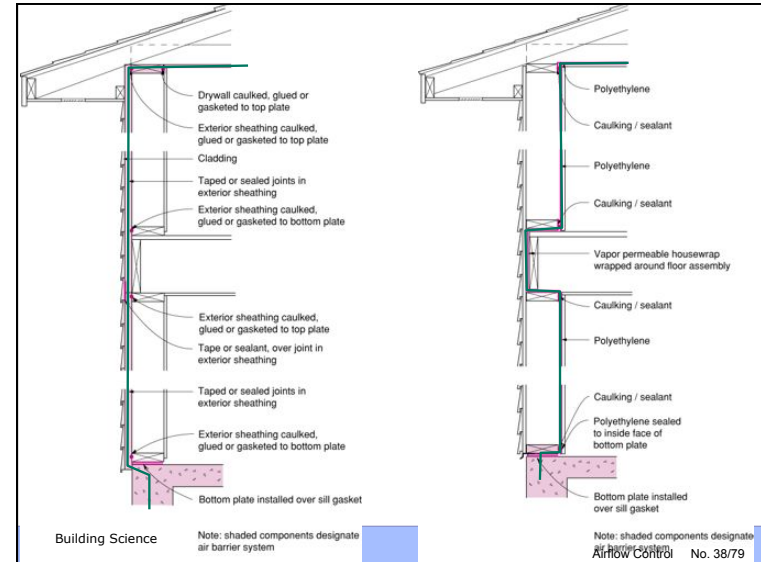 Drywall caulked, glued or
gasketed to top plate
Exterior sheathing caulked,
glued or gasketed to top plate
Cladding
Taped or sealed joints in
exterior sheathing
Exterior sheathing caulked,
glued or gasketed to bottom plate
Exterior sheathing caulked,
glued or gasketed to top plate
Tape or sealant, over joint in
exterior sheathing
Taped or sealed joints in
exterior sheathing
Exterior sheathing caulked,
glued or gasketed to bottom plate
Bottom plate installed over sill gasket
Note: shaded components designate
air barrier system
Polyethylene
Caulking / sealant
Polyethylene
Caulking / sealant
Vapor permeable housewrap
wrapped around floor assembly
Caulking / sealant
Polyethylene
Caulking / sealant
Polyethylene sealed
to inside face of
bottom plate
Bottom plate installed
over sill gasket
Note: shaded components designate
air barrier system
Building Science
Airflow Control No. 38/79